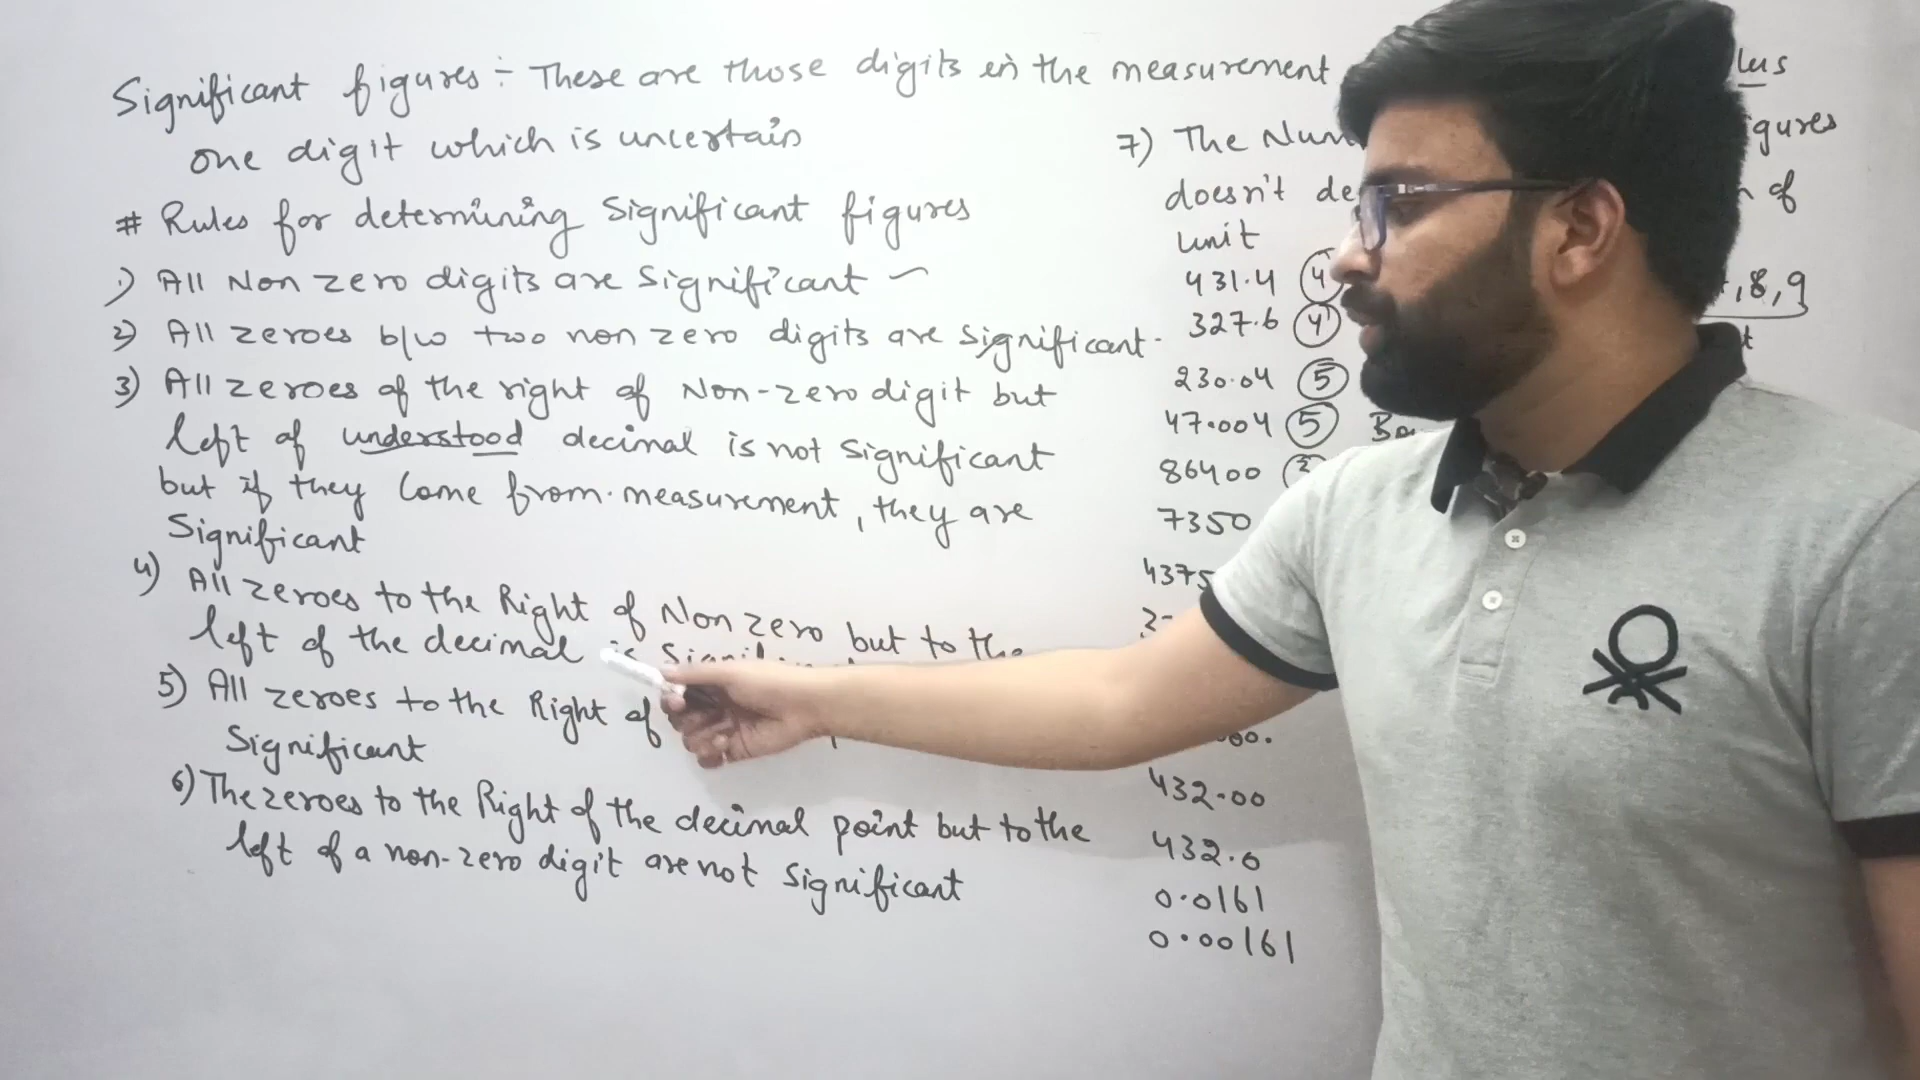 Significant figures :- These are those digits in the measurement lus
one digit which is uncertain
# Rules for determining significant figures
1) All Non zero digits are significant
2) All zeroes b/w two non zero digits are significant.
3) All zeroes of the right of Non-zero digit but
left of understood decimal is not significant
but if they come from measurement, they are
Significant
4) All zeroes to the Right of Non zero but to the
left of the decimal is
5) All zeroes to the Right of
Significant
6) The zeroes to the Right of the decimal point but to the
left of a non-zero digit are not significant
7) The igures
doesn't of
unit
431.4 4 ,8,9
327.6 4
230.04 5
47.004 5
86400 3
7350
4375
432.00
432.0
0.0161
0.00161